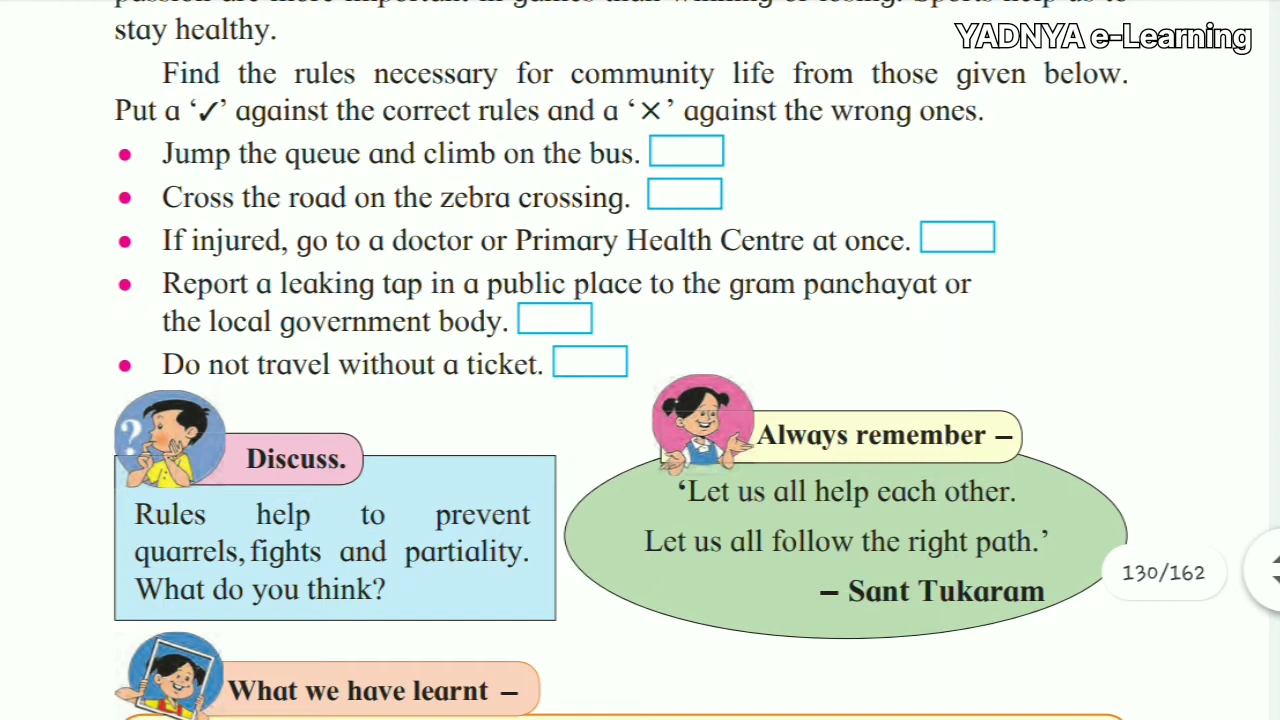 stay healthy.
YADNYA e-Learning
Find the rules necessary for community life from those given below.
Put a ‘✓’ against the correct rules and a ‘×’ against the wrong ones.
• Jump the queue and climb on the bus.
• Cross the road on the zebra crossing.
• If injured, go to a doctor or Primary Health Centre at once.
• Report a leaking tap in a public place to the gram panchayat or
the local government body.
• Do not travel without a ticket.
?
Discuss.
Rules help to prevent
quarrels, fights and partiality.
What do you think?
Always remember –
‘Let us all help each other.
Let us all follow the right path.’
– Sant Tukaram
130/162
What we have learnt –